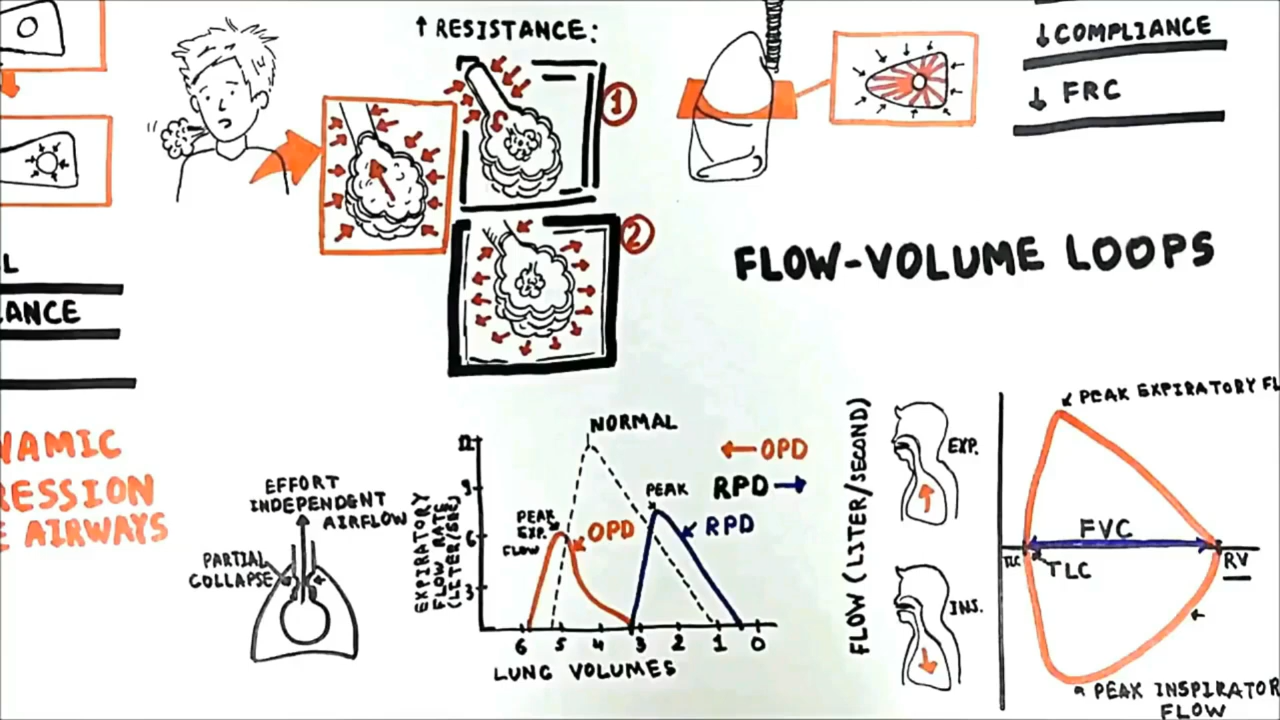 ↑ RESISTANCE:
1
2
↓ COMPLIANCE
↓ FRC
FLOW-VOLUME LOOPS
L
ANCE
NAMIC
RESSION
E AIRWAYS
EFFORT
INDEPENDENT
AIRFLOW
PARTIAL
COLLAPSE
EXPIRATORY
FLOW RATE
(LITER/SEC)
12
9
6
3
NORMAL
← OPD
RPD →
PEAK
EXP.
FLOW
OPD
PEAK
RPD
6 5 4 3 2 1 0
LUNG VOLUMES
FLOW (LITER/SECOND)
EXP.
INS.
PEAK EXPIRATORY FL
FVC
TLC
TLC
RV
PEAK INSPIRATOR
FLOW